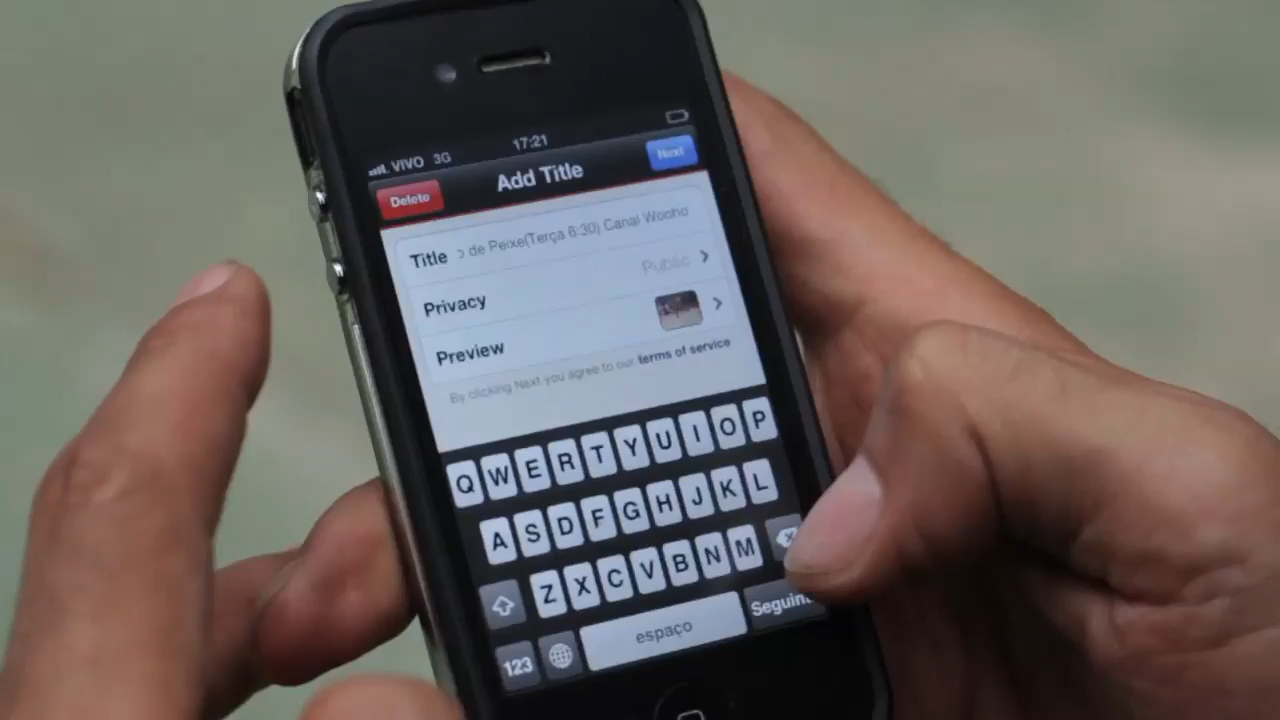 VIVO 3G 17:21
Delete Add Title Next
Title de Peixe(Terça 6:30) Canal Wooho
Privacy Public
Preview
By clicking Next you agree to our terms of service
Q W E R T Y U I O P
A S D F G H J K L
Z X C V B N M
123 espaço